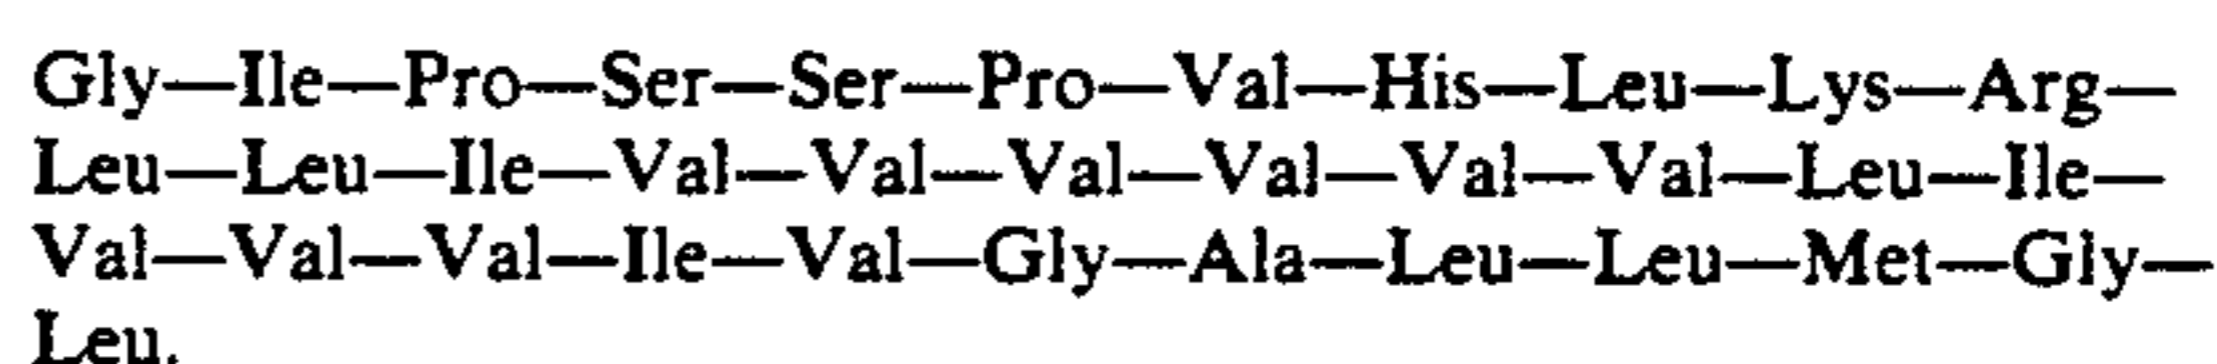 Gly—Ile—Pro—Ser—Ser—Pro—Val—His—Leu—Lys—Arg—
Leu—Leu—Ile—Val—Val—Val—Val—Val—Val—Leu—Ile—
Val—Val—Val—Ile—Val—Gly—Ala—Leu—Leu—Met—Gly—
Leu.